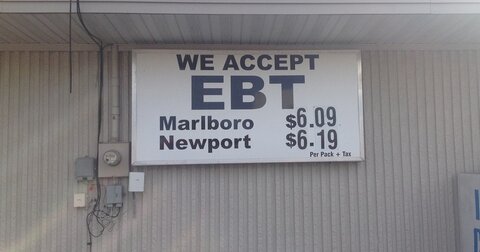 WE ACCEPT
EBT
Marlboro $6.09
Newport $6.19
Per Pack + Tax